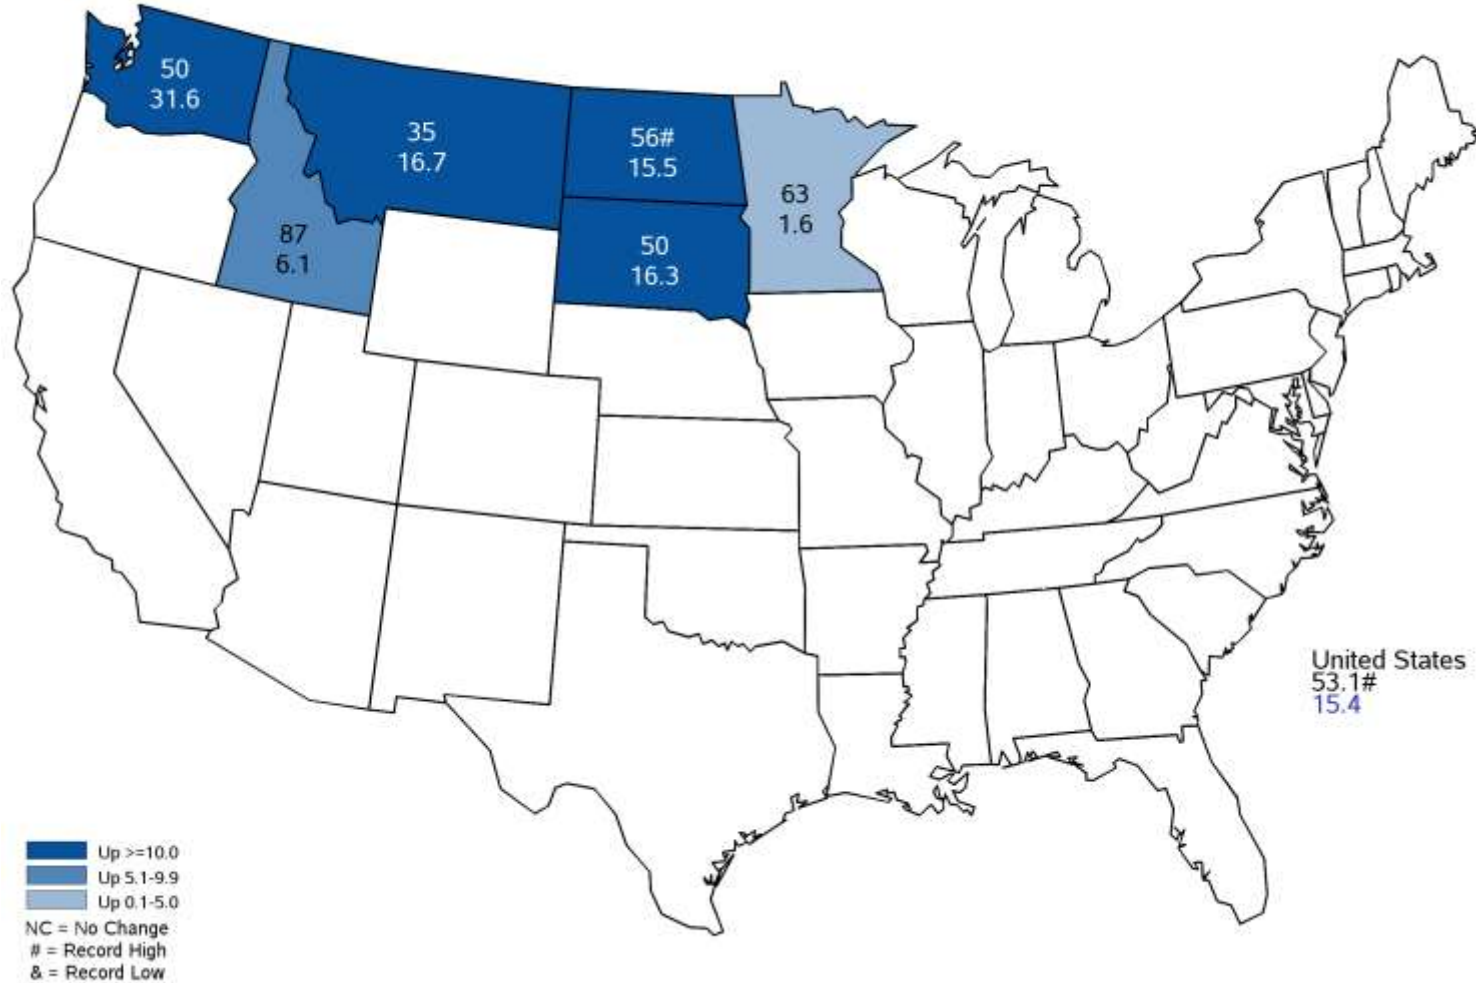 50
31.6
35
16.7
56#
15.5
63
1.6
87
6.1
50
16.3
United States
53.1#
15.4
Up >=10.0
Up 5.1-9.9
Up 0.1-5.0
NC = No Change
# = Record High
& = Record Low